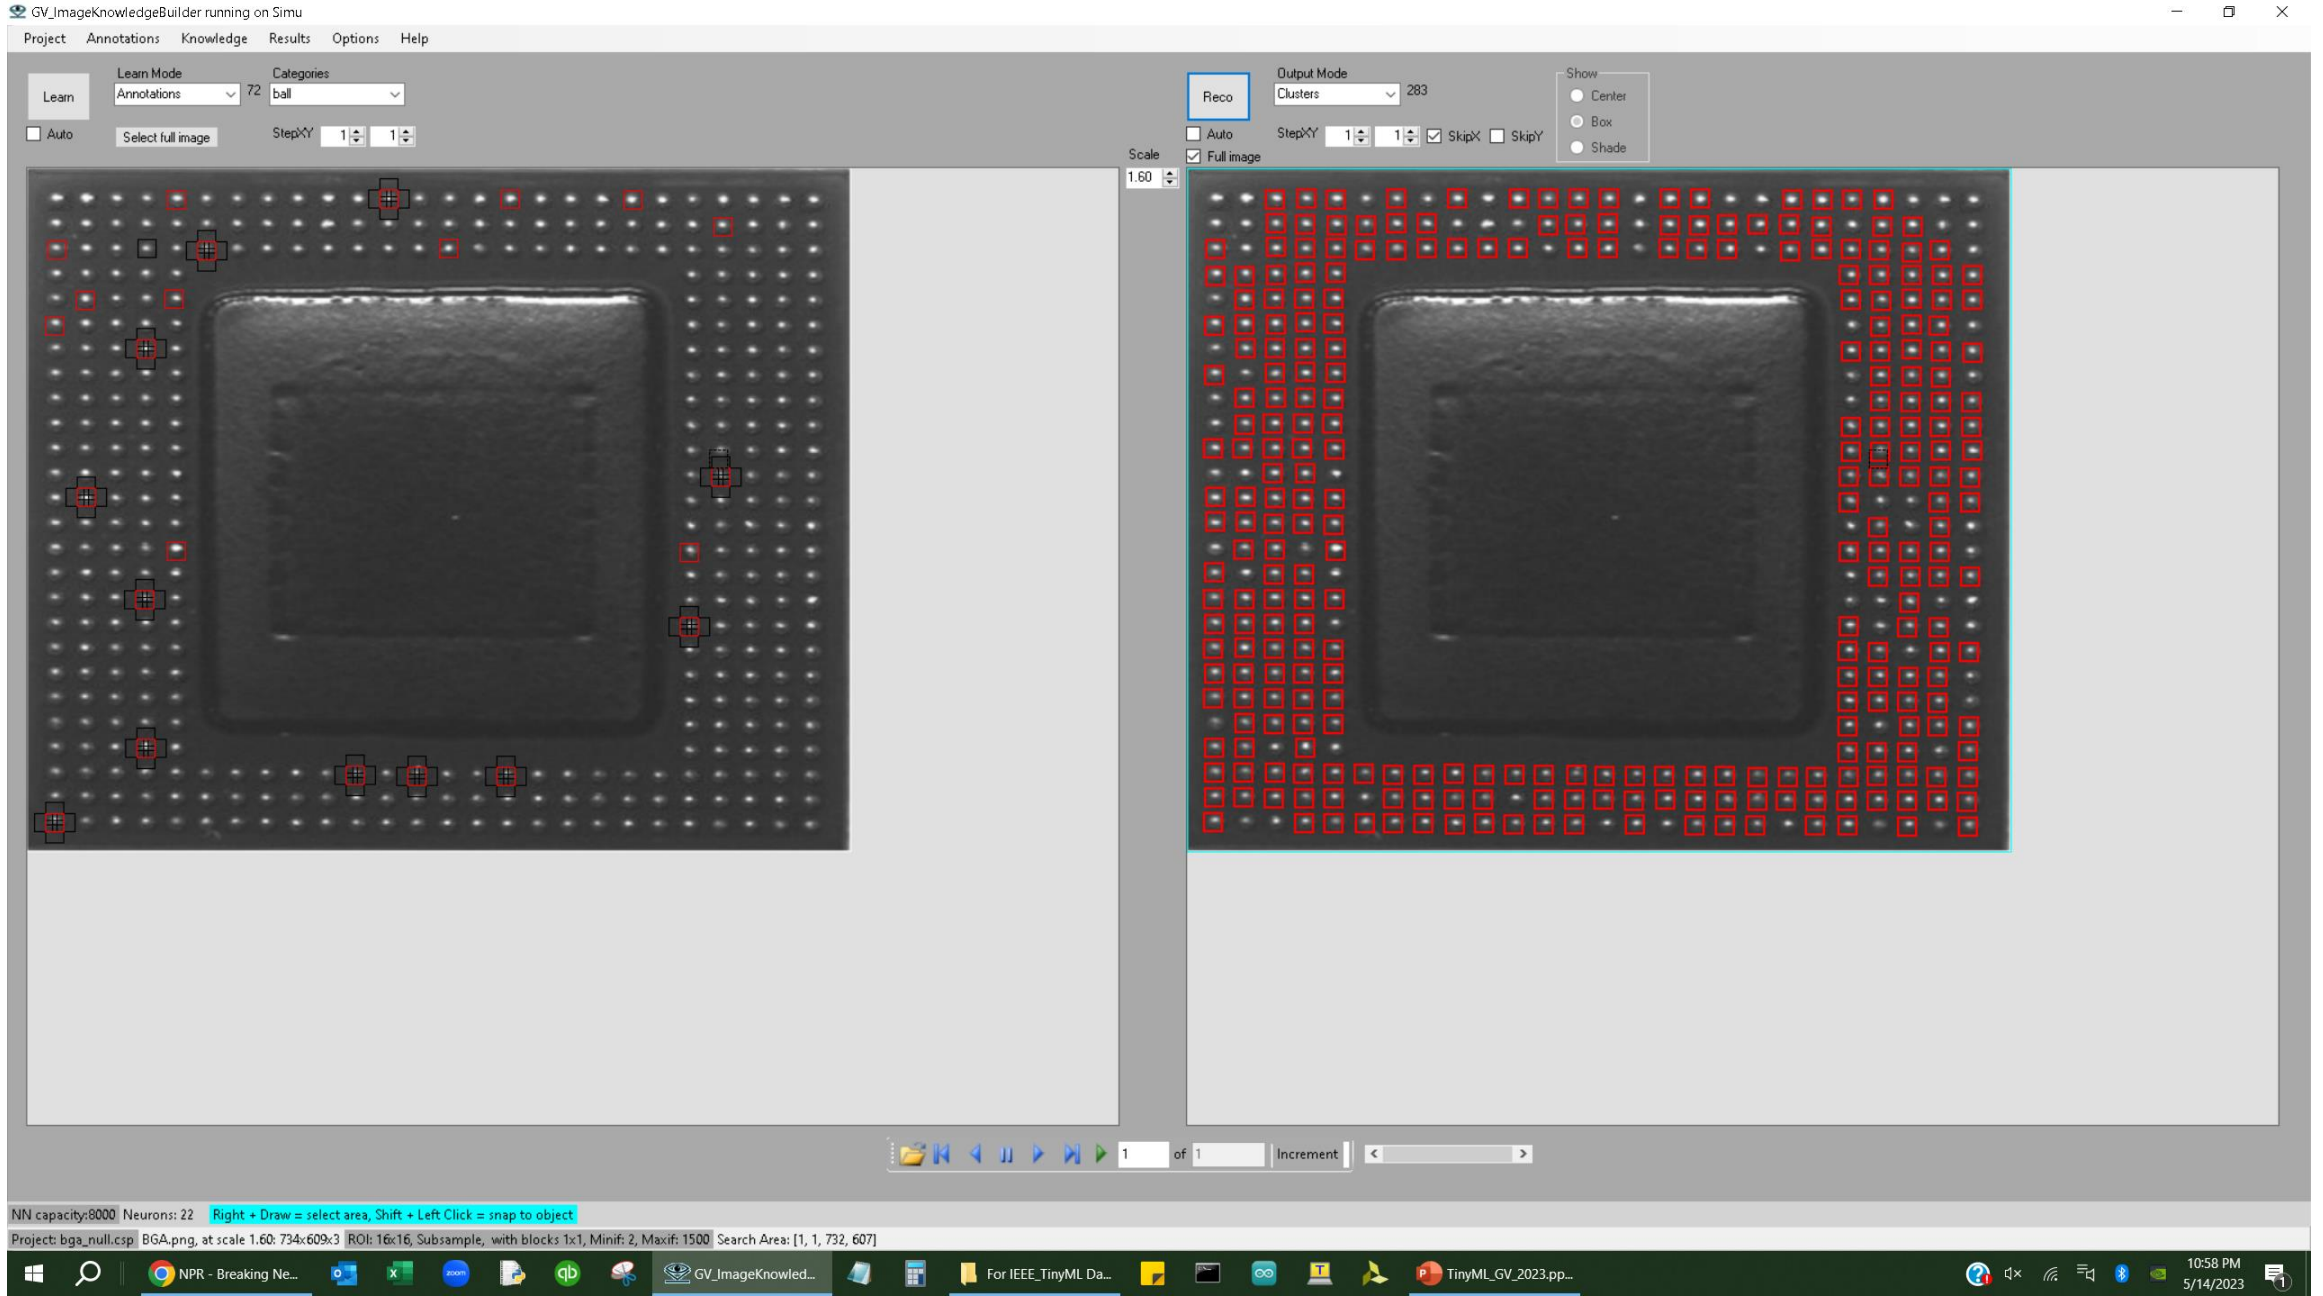 GV_ImageKnowledgeBuilder running on Simu
Project Annotations Knowledge Results Options Help
Learn
Learn Mode
Annotations
72
Categories
ball
Auto
Select full image
StepXY 1 1
Scale
1.60
Reco
Output Mode
Clusters
283
Auto
StepXY 1 1 SkipX SkipY
Full image
Show
Center
Box
Shade
1 of 1 Increment
NN capacity:8000 Neurons: 22 Right + Draw = select area, Shift + Left Click = snap to object
Project: bga_null.csp BGA.png, at scale 1.60: 734x609x3 ROI: 16x16, Subsample, with blocks 1x1, Minif: 2, Maxif: 1500 Search Area: [1, 1, 732, 607]
NPR - Breaking Ne...
zoom
qb
GV_ImageKnowled...
For IEEE_TinyML Da...
TinyML_GV_2023.pp...
10:58 PM
5/14/2023
1